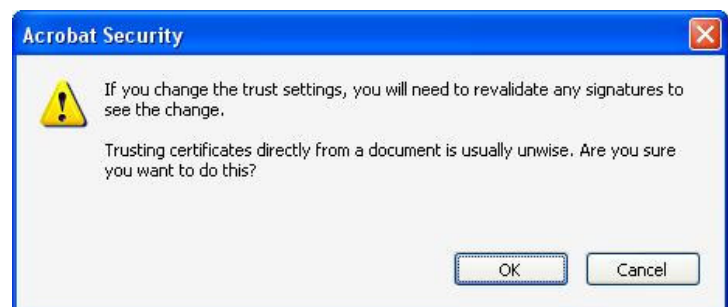 Acrobat Security
If you change the trust settings, you will need to revalidate any signatures to
see the change.
Trusting certificates directly from a document is usually unwise. Are you sure
you want to do this?
OK
Cancel